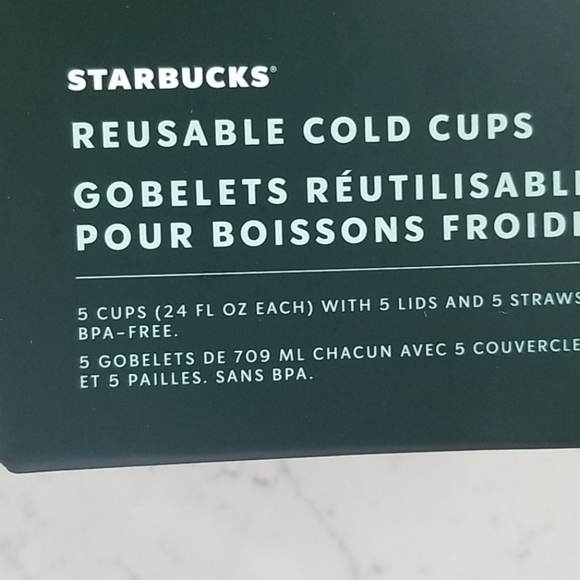 STARBUCKS®
REUSABLE COLD CUPS
GOBELETS RÉUTILISABL
POUR BOISSONS FROID
5 CUPS (24 FL OZ EACH) WITH 5 LIDS AND 5 STRAWS
BPA-FREE.
5 GOBELETS DE 709 ML CHACUN AVEC 5 COUVERCLE
ET 5 PAILLES. SANS BPA.